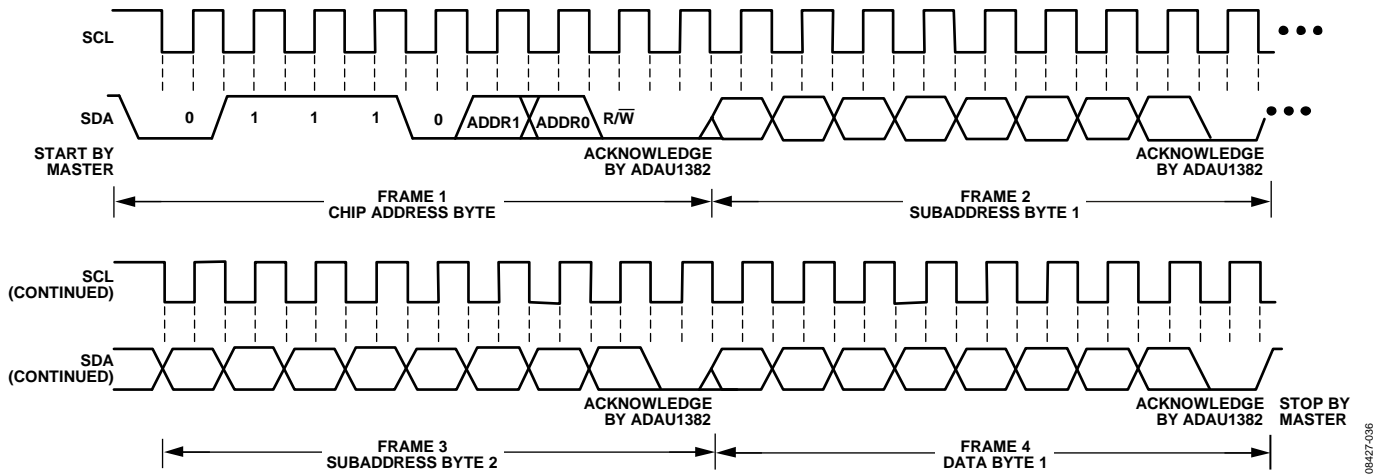 SCL
SDA
0 1 1 1 0 ADDR1 ADDR0 R/W̅
START BY
MASTER
ACKNOWLEDGE
BY ADAU1382
ACKNOWLEDGE
BY ADAU1382
FRAME 1
CHIP ADDRESS BYTE
FRAME 2
SUBADDRESS BYTE 1
SCL
(CONTINUED)
SDA
(CONTINUED)
ACKNOWLEDGE
BY ADAU1382
ACKNOWLEDGE
BY ADAU1382
STOP BY
MASTER
FRAME 3
SUBADDRESS BYTE 2
FRAME 4
DATA BYTE 1
08427-036